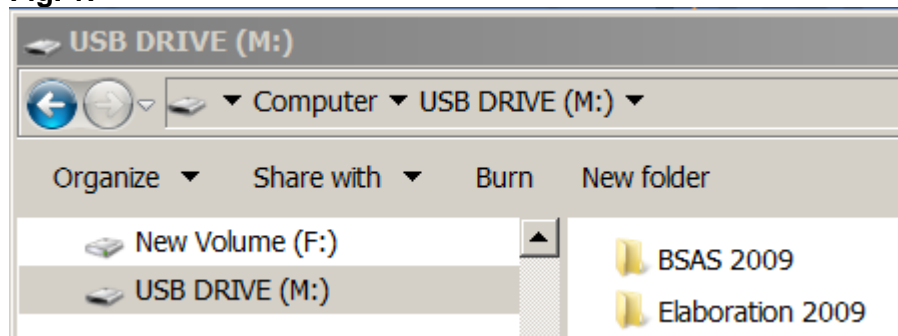 USB DRIVE (M:)
Computer USB DRIVE (M:)
Organize Share with Burn New folder
New Volume (F:)
USB DRIVE (M:)
BSAS 2009
Elaboration 2009